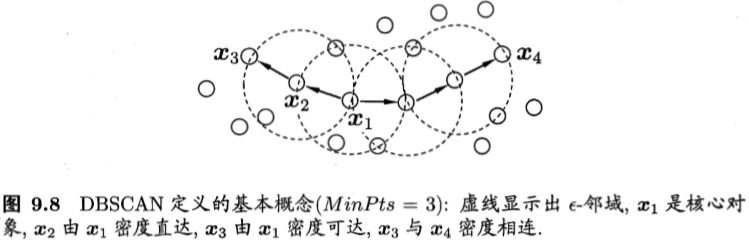 x₃
x₄
x₂
x₁
图 9.8 DBSCAN 定义的基本概念(MinPts = 3): 虚线显示出 ϵ-邻域, x₁ 是核心对
象, x₂ 由 x₁ 密度直达, x₃ 由 x₁ 密度可达, x₃ 与 x₄ 密度相连.